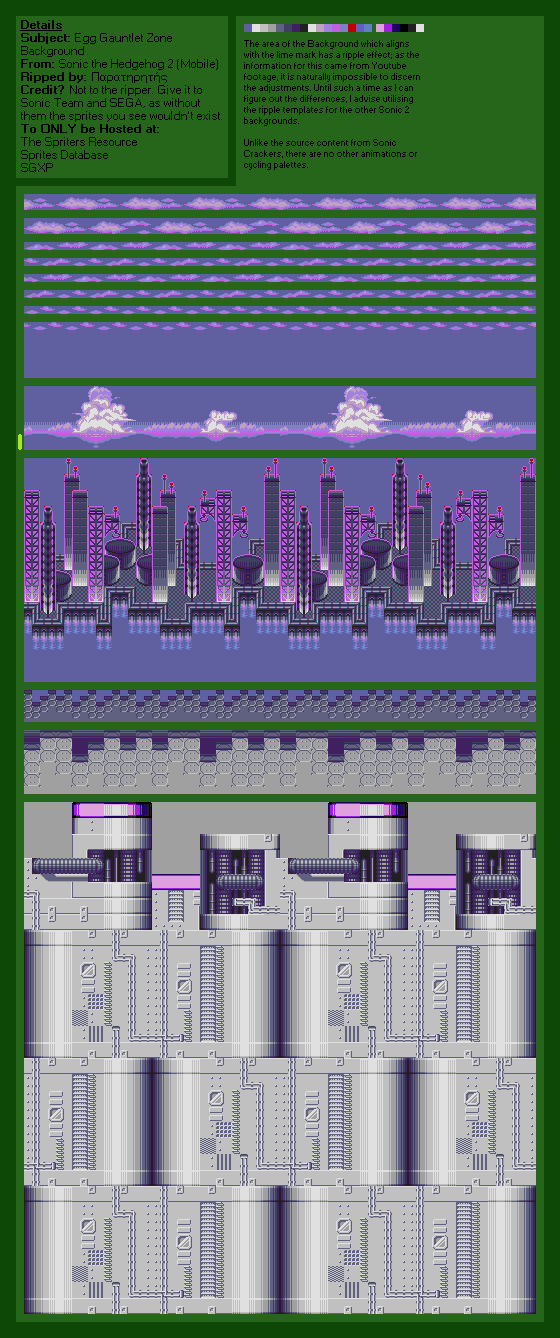 Details
Subject: Egg Gauntlet Zone
Background
From: Sonic the Hedgehog 2 (Mobile)
Ripped by: Παρατηρητής
Credit? Not to the ripper. Give it to
Sonic Team and SEGA, as without
them the sprites you see wouldn't exist.
To ONLY be Hosted at:
The Spriters Resource
Sprites Database
SGXP
The area of the Background which aligns
with the lime mark has a ripple effect; as the
information for this came from Youtube
footage, it is naturally impossible to discern
the adjustments. Until such a time as I can
figure out the differences, I advise utilising
the ripple templates for the other Sonic 2
backgrounds.
Unlike the source content from Sonic
Crackers, there are no other animations or
cycling palettes.